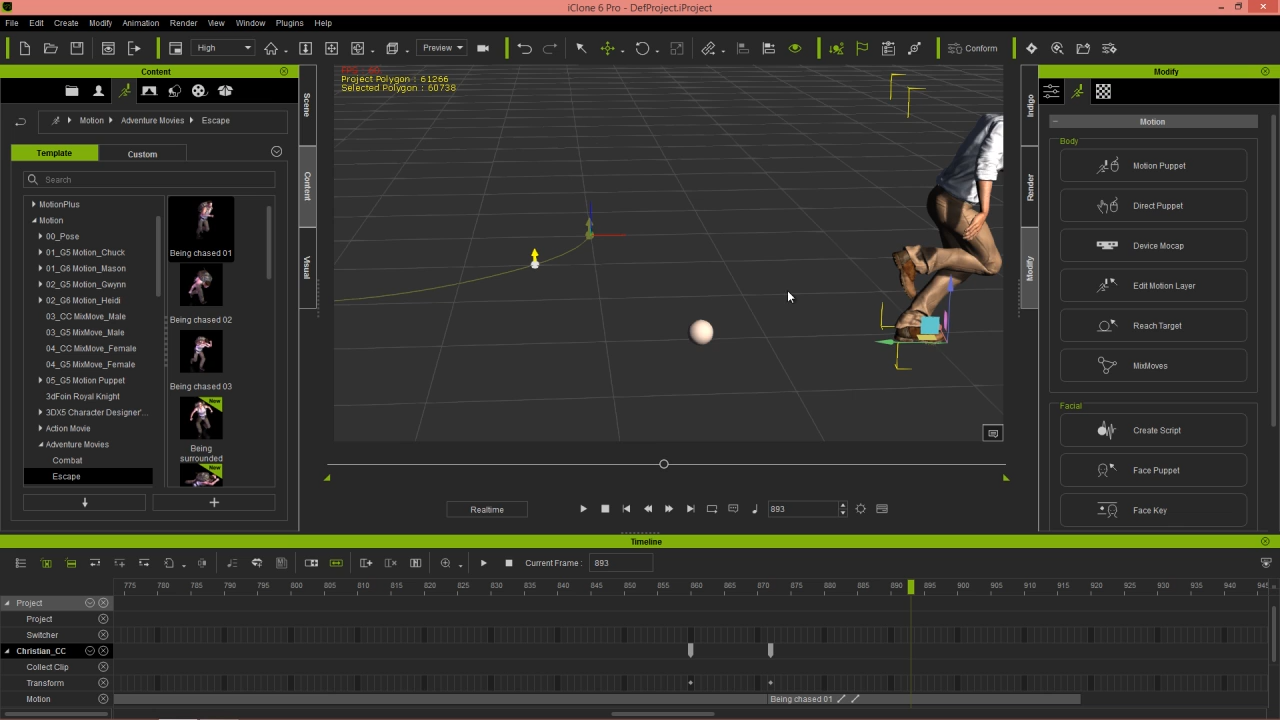 iClone 6 Pro - DefProject.iProject
File Edit Create Modify Animation Render View Window Plugins Help
High Preview Conform
Content
Motion Adventure Movies Escape
Template Custom
Search
MotionPlus
Motion
00_Pose
01_G5 Motion_Chuck
01_G6 Motion_Mason
02_G5 Motion_Gwynn
02_G6 Motion_Heidi
03_CC MixMove_Male
03_G5 MixMove_Male
04_CC MixMove_Female
04_G5 MixMove_Female
05_G5 Motion Puppet
3dFoin Royal Knight
3DX5 Character Designer'...
Action Movie
Adventure Movies
Combat
Escape
Being chased 01
Being chased 02
Being chased 03
New
Being
surrounded
New
Scene
Content
Visual
Project Polygon : 61266
Selected Polygon : 60738
Indigo
Render
Modify
Modify
Motion
Body
Motion Puppet
Direct Puppet
Device Mocap
Edit Motion Layer
Reach Target
MixMoves
Facial
Create Script
Face Puppet
Face Key
Realtime 893
Timeline
Current Frame : 893
775 780 785 790 795 800 805 810 815 820 825 830 835 840 845 850 855 860 865 870 875 880 885 890 895 900 905 910 915 920 925 930 935 940 945
Project
Project
Switcher
Christian_CC
Collect Clip
Transform
Motion Being chased 01